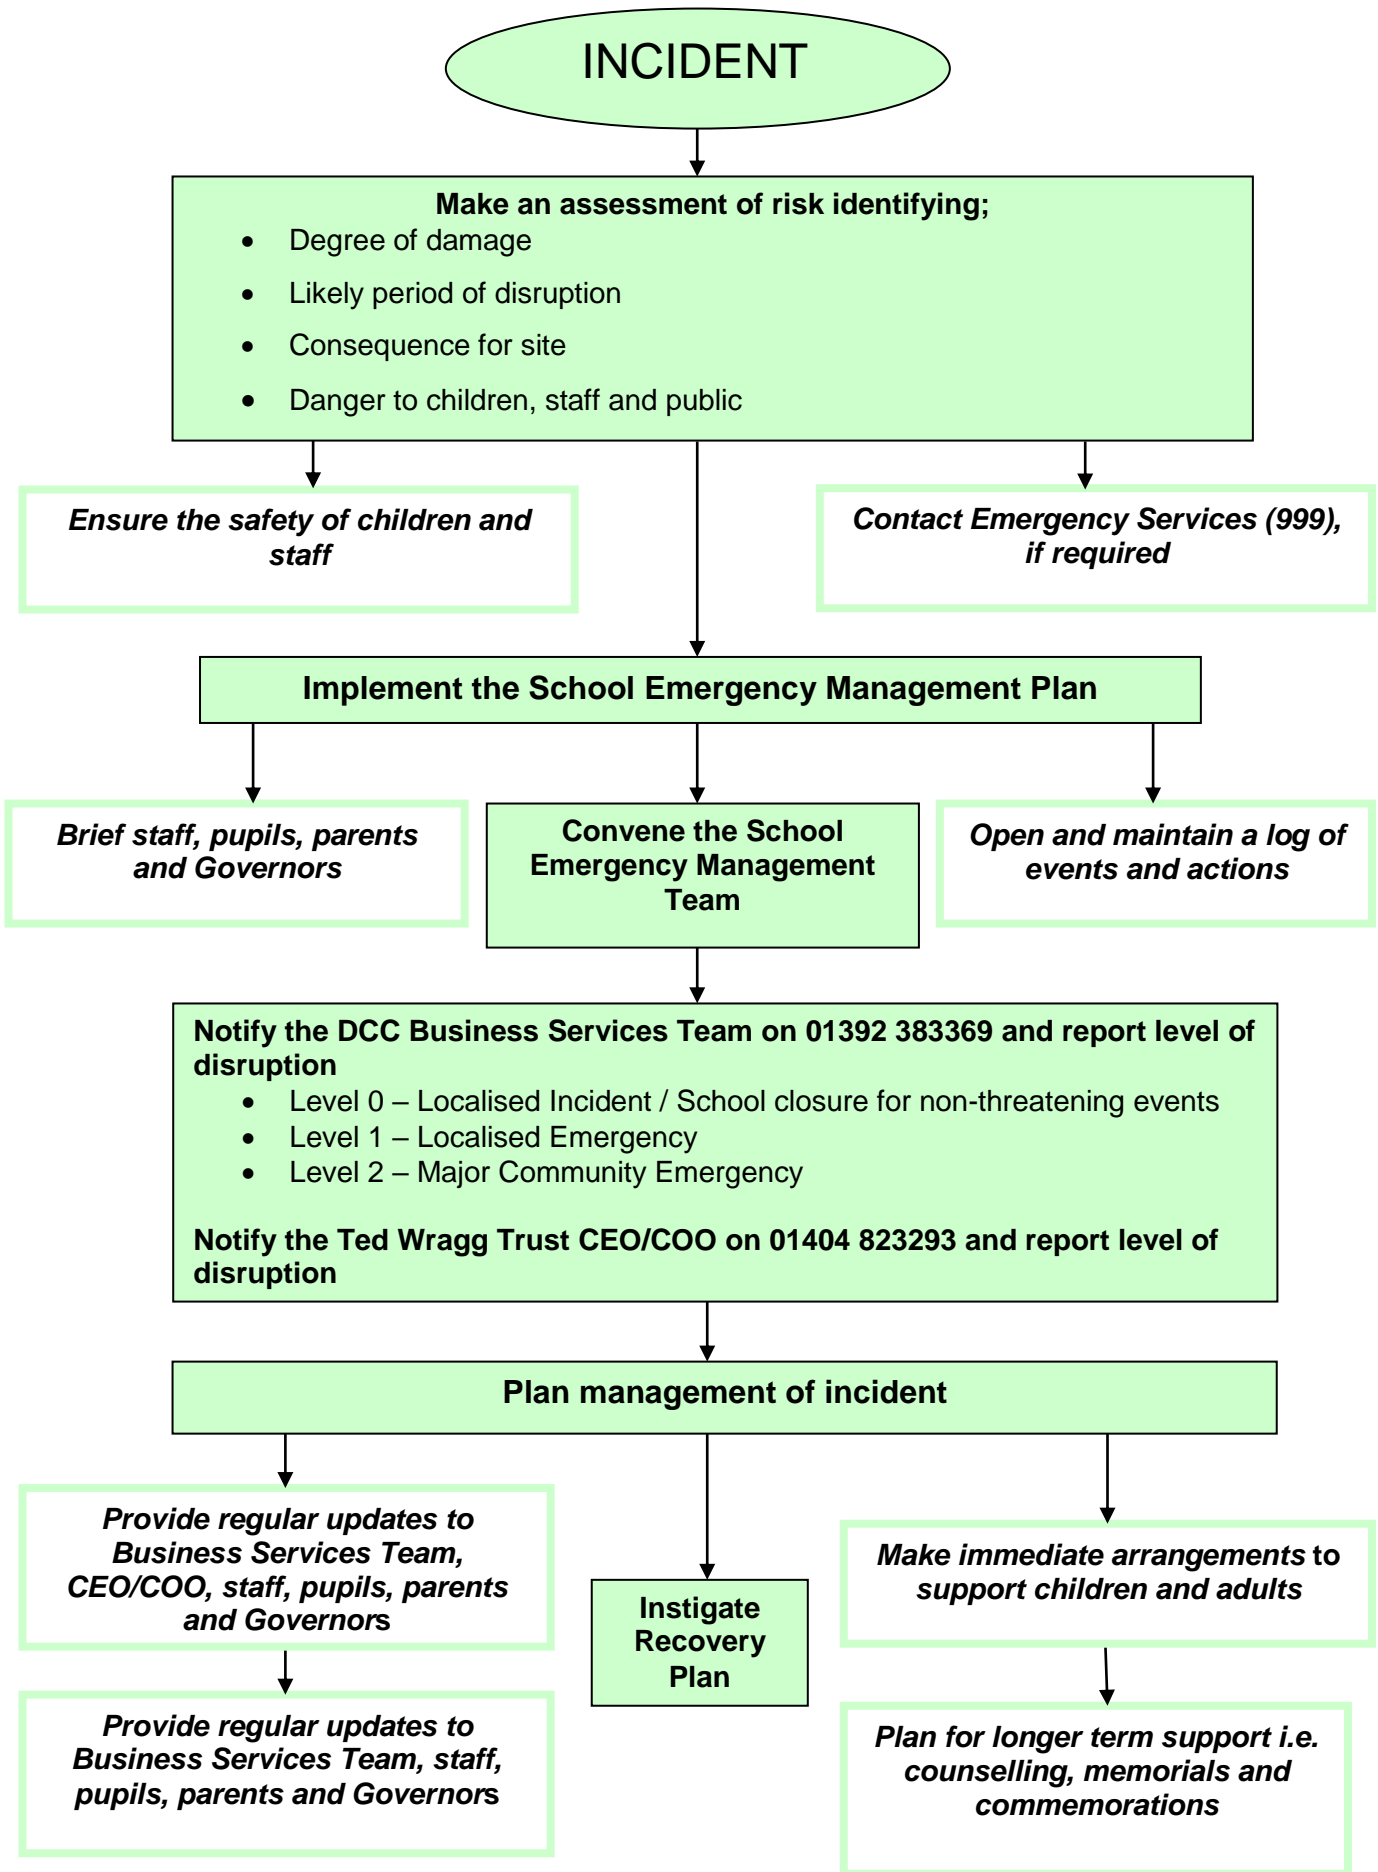 INCIDENT
Make an assessment of risk identifying;
• Degree of damage
• Likely period of disruption
• Consequence for site
• Danger to children, staff and public
Ensure the safety of children and
staff
Contact Emergency Services (999),
if required
Implement the School Emergency Management Plan
Brief staff, pupils, parents
and Governors
Convene the School
Emergency Management
Team
Open and maintain a log of
events and actions
Notify the DCC Business Services Team on 01392 383369 and report level of
disruption
• Level 0 – Localised Incident / School closure for non-threatening events
• Level 1 – Localised Emergency
• Level 2 – Major Community Emergency
Notify the Ted Wragg Trust CEO/COO on 01404 823293 and report level of
disruption
Plan management of incident
Provide regular updates to
Business Services Team,
CEO/COO, staff, pupils, parents
and Governors
Instigate
Recovery
Plan
Make immediate arrangements to
support children and adults
Provide regular updates to
Business Services Team, staff,
pupils, parents and Governors
Plan for longer term support i.e.
counselling, memorials and
commemorations